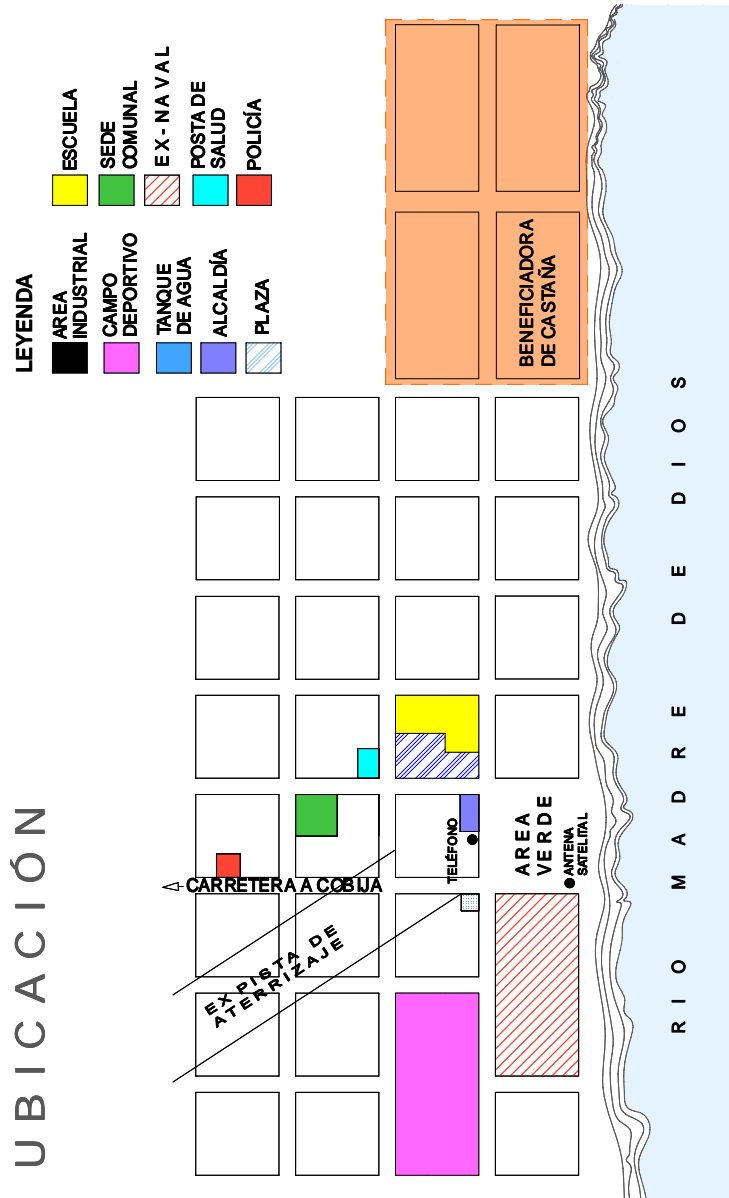 UBICACIÓN
LEYENDA
AREA
INDUSTRIAL
CAMPO
DEPORTIVO
TANQUE
DE AGUA
ALCALDÍA
PLAZA
ESCUELA
SEDE
COMUNAL
EX-NAVAL
POSTA DE
SALUD
POLICÍA
CARRETERA A COBIJA
EX PISTA DE
ATERRIZAJE
TELÉFONO
AREA
VERDE
ANTENA
SATELITAL
BENEFICIADORA
DE CASTAÑA
RIO MADRE DE DIOS